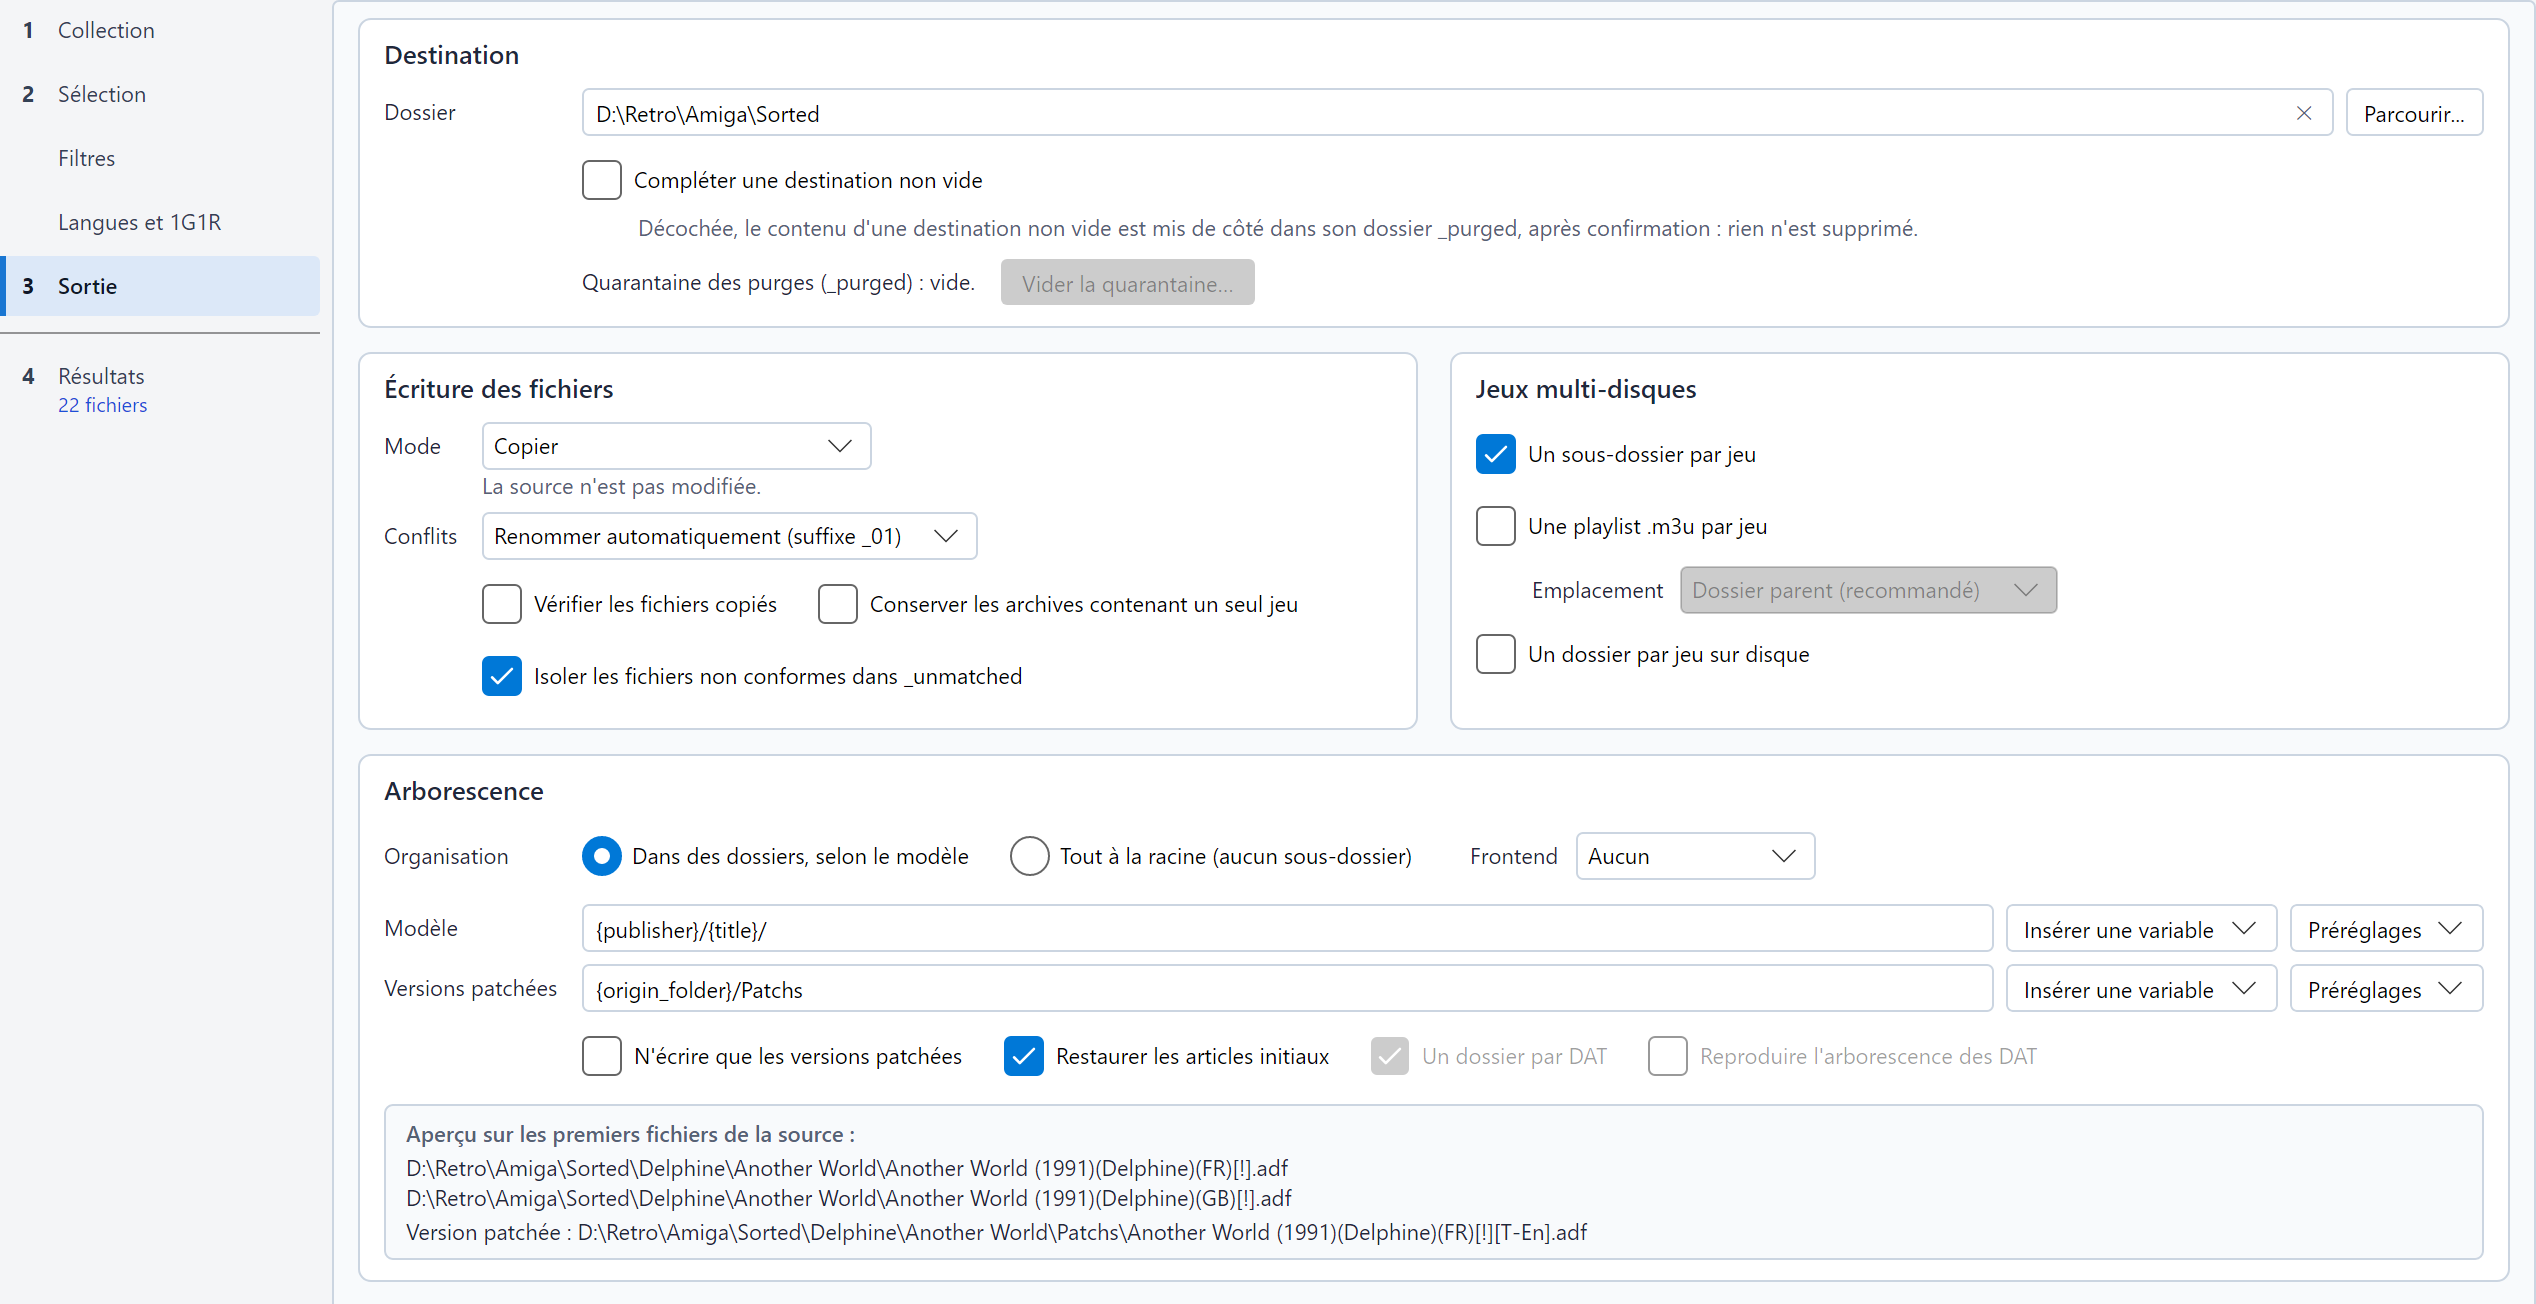 1 Collection
2 Sélection
Filtres
Langues et 1G1R
3 Sortie
4 Résultats
22 fichiers
Destination
Dossier D:\Retro\Amiga\Sorted Parcourir...
Compléter une destination non vide
Décochée, le contenu d'une destination non vide est mis de côté dans son dossier _purged, après confirmation : rien n'est supprimé.
Quarantaine des purges (_purged) : vide. Vider la quarantaine...
Écriture des fichiers
Mode Copier
La source n'est pas modifiée.
Conflits Renommer automatiquement (suffixe _01)
Vérifier les fichiers copiés Conserver les archives contenant un seul jeu
Isoler les fichiers non conformes dans _unmatched
Jeux multi-disques
Un sous-dossier par jeu
Une playlist .m3u par jeu
Emplacement Dossier parent (recommandé)
Un dossier par jeu sur disque
Arborescence
Organisation Dans des dossiers, selon le modèle Tout à la racine (aucun sous-dossier) Frontend Aucun
Modèle {publisher}/{title}/ Insérer une variable Préréglages
Versions patchées {origin_folder}/Patchs Insérer une variable Préréglages
N'écrire que les versions patchées Restaurer les articles initiaux Un dossier par DAT Reproduire l'arborescence des DAT
Aperçu sur les premiers fichiers de la source :
D:\Retro\Amiga\Sorted\Delphine\Another World\Another World (1991)(Delphine)(FR)[!].adf
D:\Retro\Amiga\Sorted\Delphine\Another World\Another World (1991)(Delphine)(GB)[!].adf
Version patchée : D:\Retro\Amiga\Sorted\Delphine\Another World\Patchs\Another World (1991)(Delphine)(FR)[!][T-En].adf